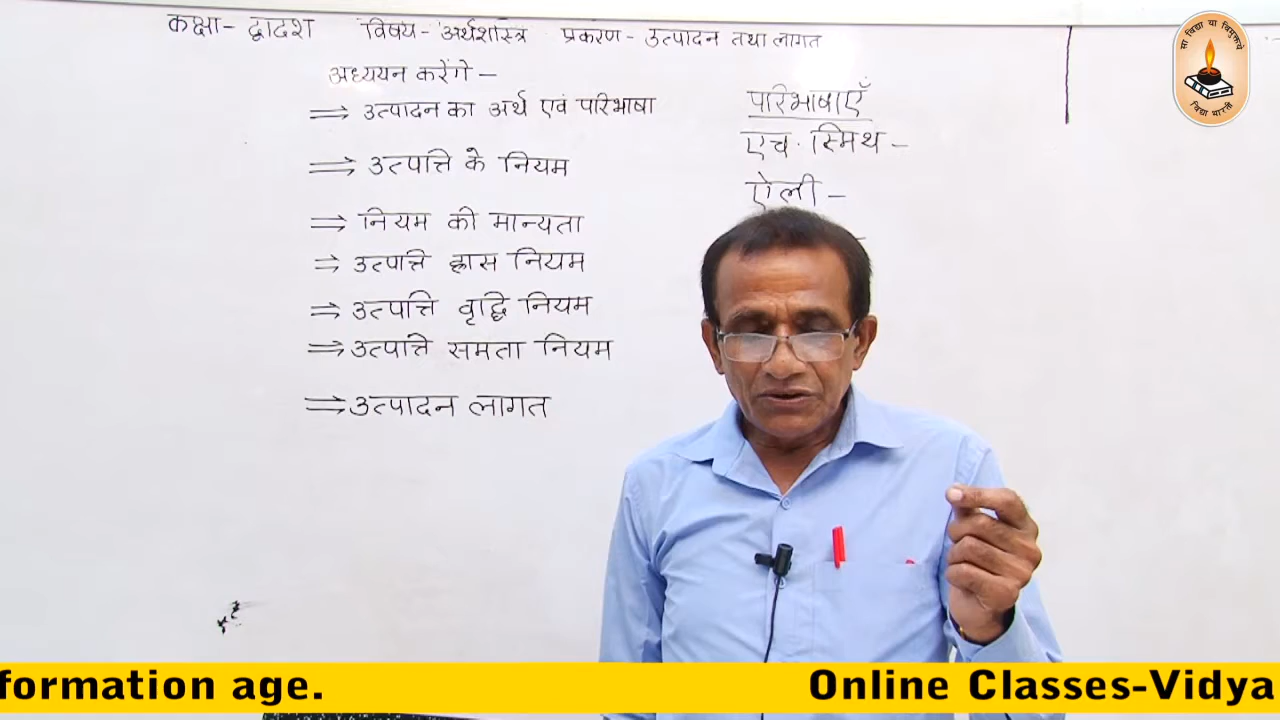 कक्षा- द्वादश विषय- अर्थशास्त्र प्रकरण- उत्पादन तथा लागत
अध्ययन करेंगे -
⇒ उत्पादन का अर्थ एवं परिभाषा
⇒ उत्पत्ति के नियम
⇒ नियम की मान्यता
⇒ उत्पत्ति ह्रास नियम
⇒ उत्पत्ति वृद्धि नियम
⇒ उत्पत्ति समता नियम
⇒ उत्पादन लागत
परिभाषाएँ
एच. स्मिथ -
ऐली -
सा विद्या या विमुक्तये
विद्या भारती
formation age. Online Classes-Vidya